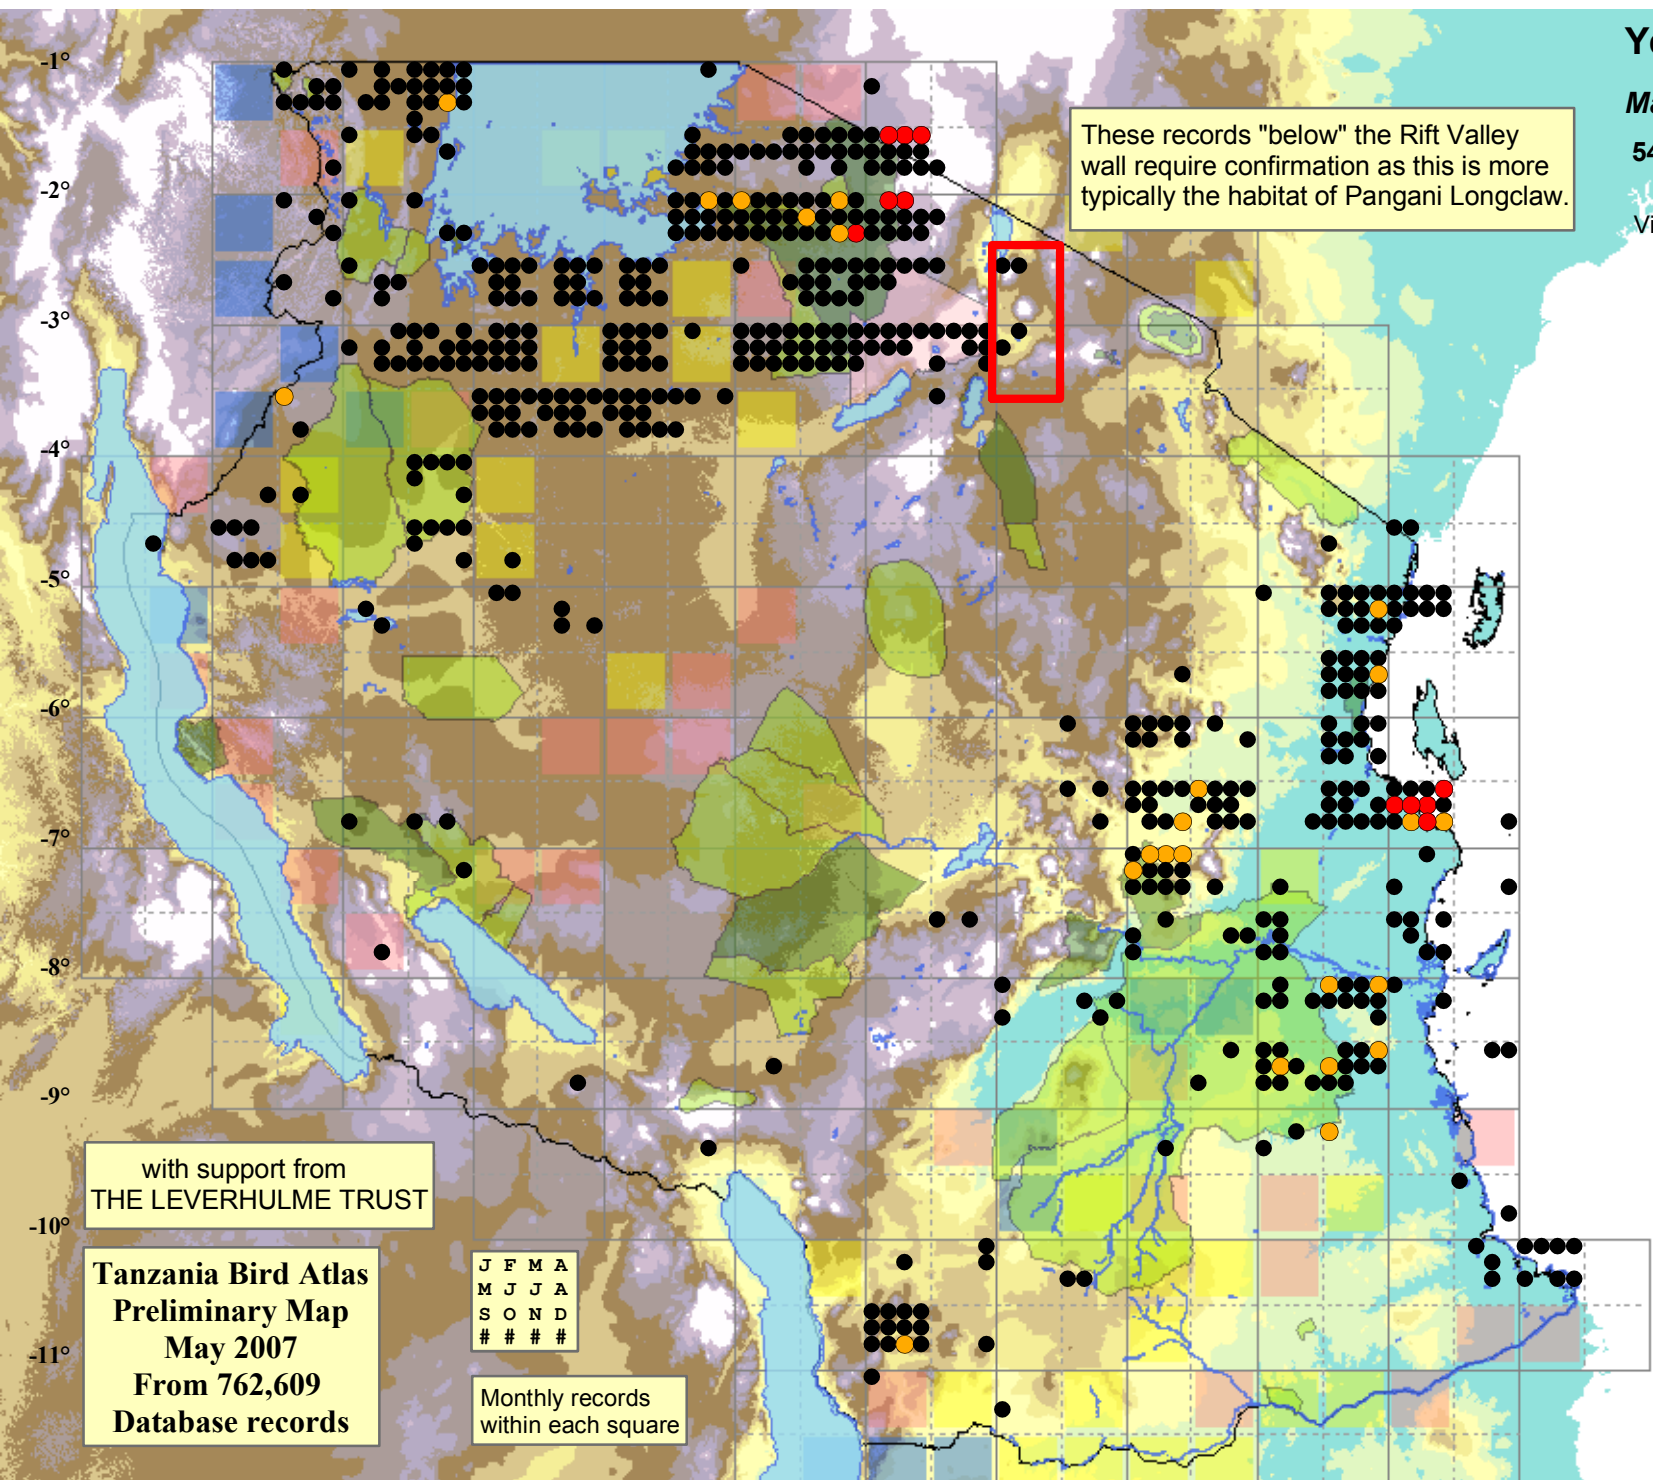 -1°
-2°
-3°
-4°
-5°
-6°
-7°
-8°
-9°
-10°
-11°
These records "below" the Rift Valley
wall require confirmation as this is more
typically the habitat of Pangani Longclaw.
54
with support from
THE LEVERHULME TRUST
Tanzania Bird Atlas
Preliminary Map
May 2007
From 762,609
Database records
J F M A
M J J A
S O N D
# # # #
Monthly records
within each square